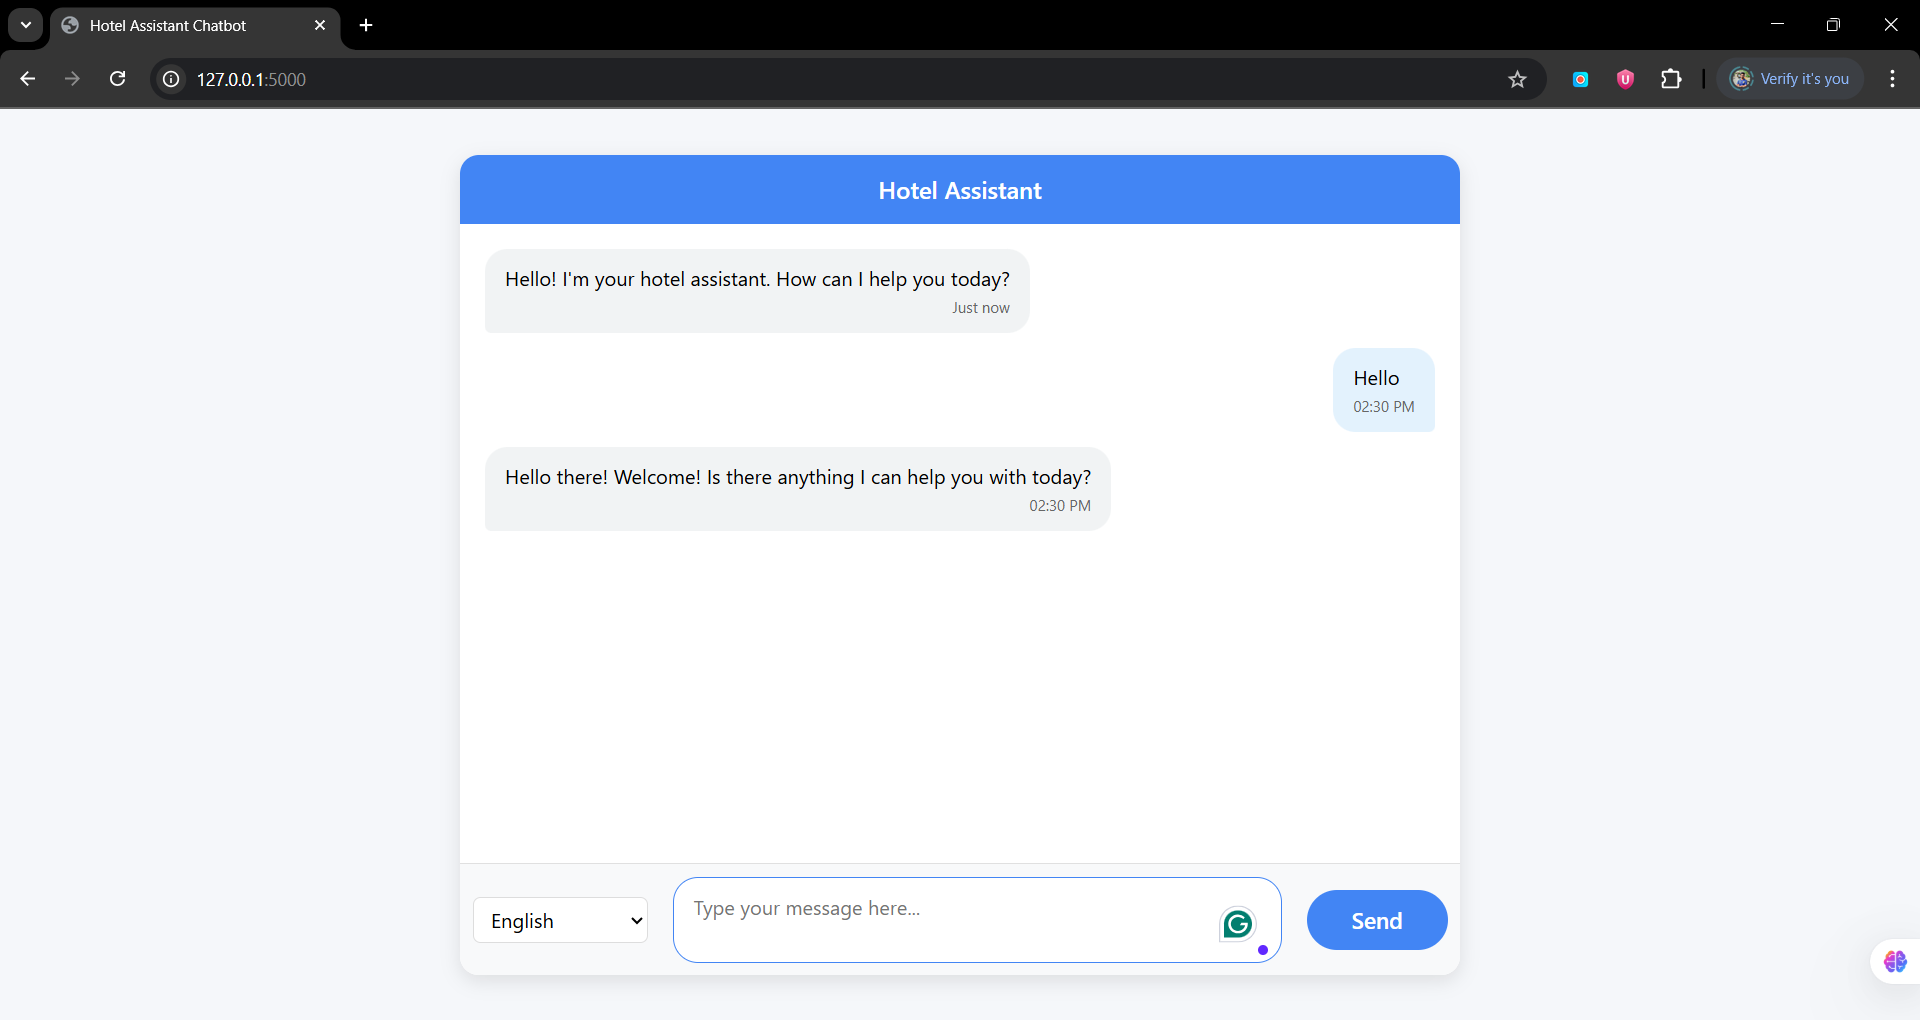 Hotel Assistant Chatbot
127.0.0.1:5000
Verify it's you
Hotel Assistant
Hello! I'm your hotel assistant. How can I help you today?
Just now
Hello
02:30 PM
Hello there! Welcome! Is there anything I can help you with today?
02:30 PM
English
Type your message here...
Send